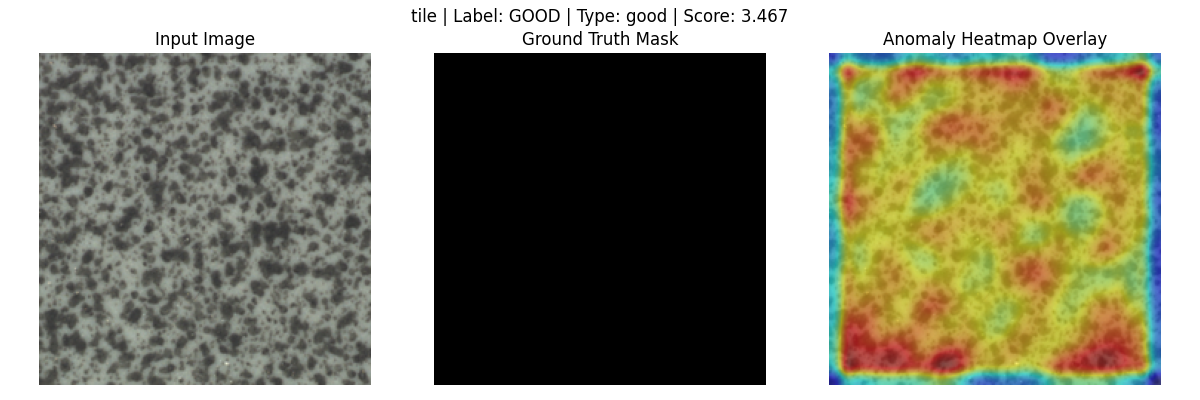 tile | Label: GOOD | Type: good | Score: 3.467
Input Image
Ground Truth Mask
Anomaly Heatmap Overlay